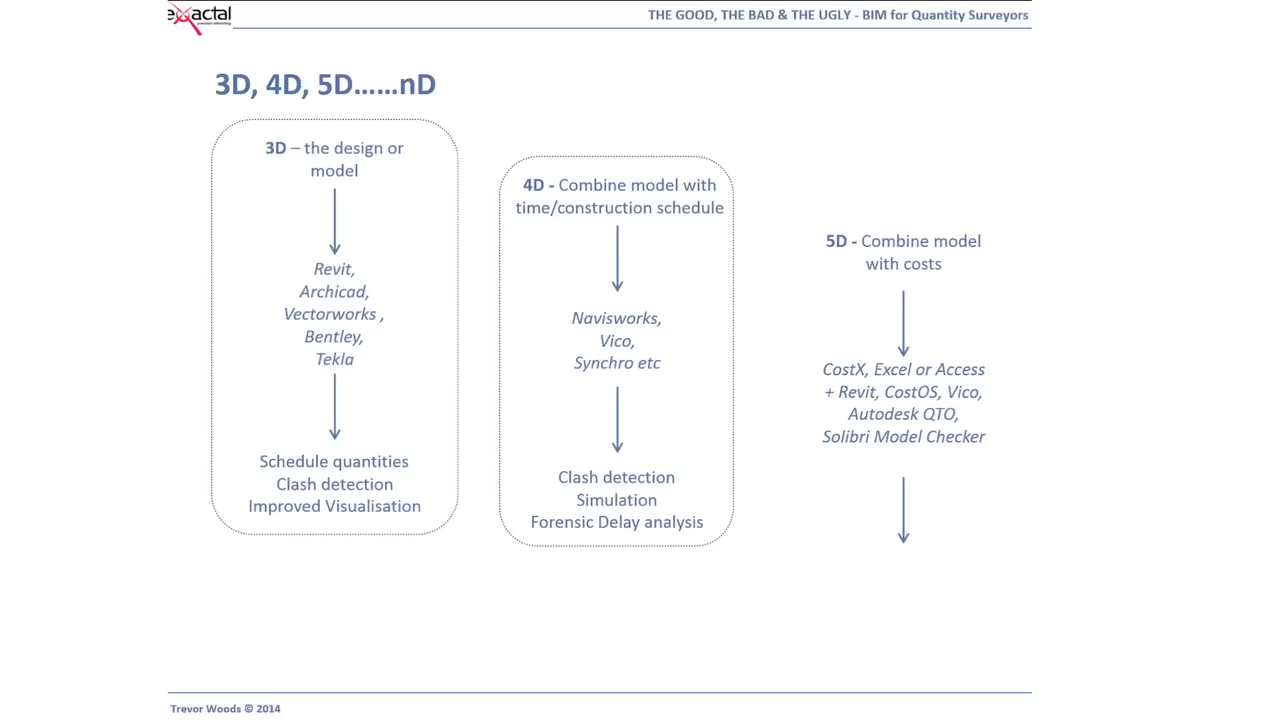 exactal
THE GOOD, THE BAD & THE UGLY - BIM for Quantity Surveyors
3D, 4D, 5D......nD
3D – the design or
model
Revit,
Archicad,
Vectorworks ,
Bentley,
Tekla
Schedule quantities
Clash detection
Improved Visualisation
4D - Combine model with
time/construction schedule
Navisworks,
Vico,
Synchro etc
Clash detection
Simulation
Forensic Delay analysis
5D - Combine model
with costs
CostX, Excel or Access
+ Revit, CostOS, Vico,
Autodesk QTO,
Solibri Model Checker
Trevor Woods © 2014